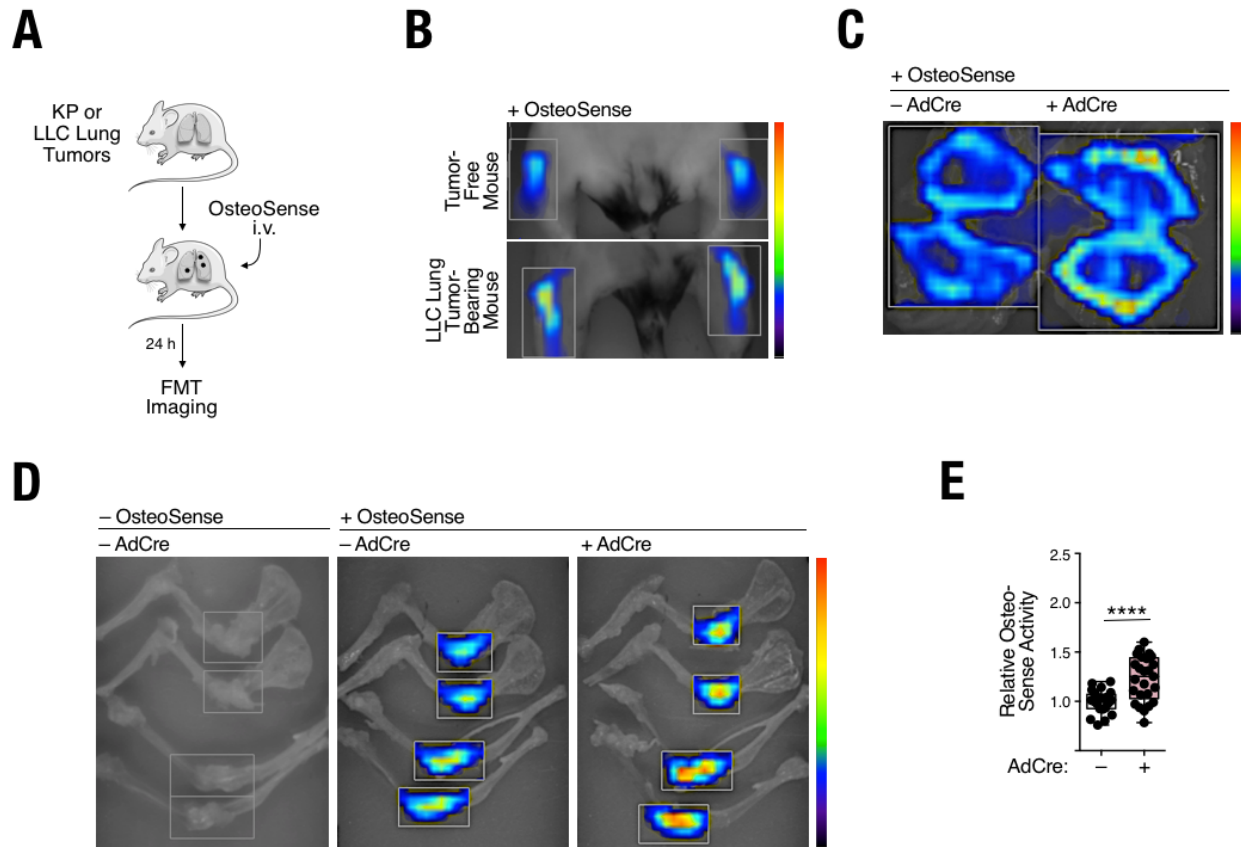 A
KP or
LLC Lung
Tumors
OsteoSense
i.v.
24 h
FMT
Imaging
B
+ OsteoSense
Tumor-
Free
Mouse
LLC Lung
Tumor-
Bearing
Mouse
C
+ OsteoSense
– AdCre + AdCre
D
– OsteoSense + OsteoSense
– AdCre – AdCre + AdCre
E
Relative Osteo-
Sense Activity
2.5
2.0
1.5
1.0
****
AdCre: – +